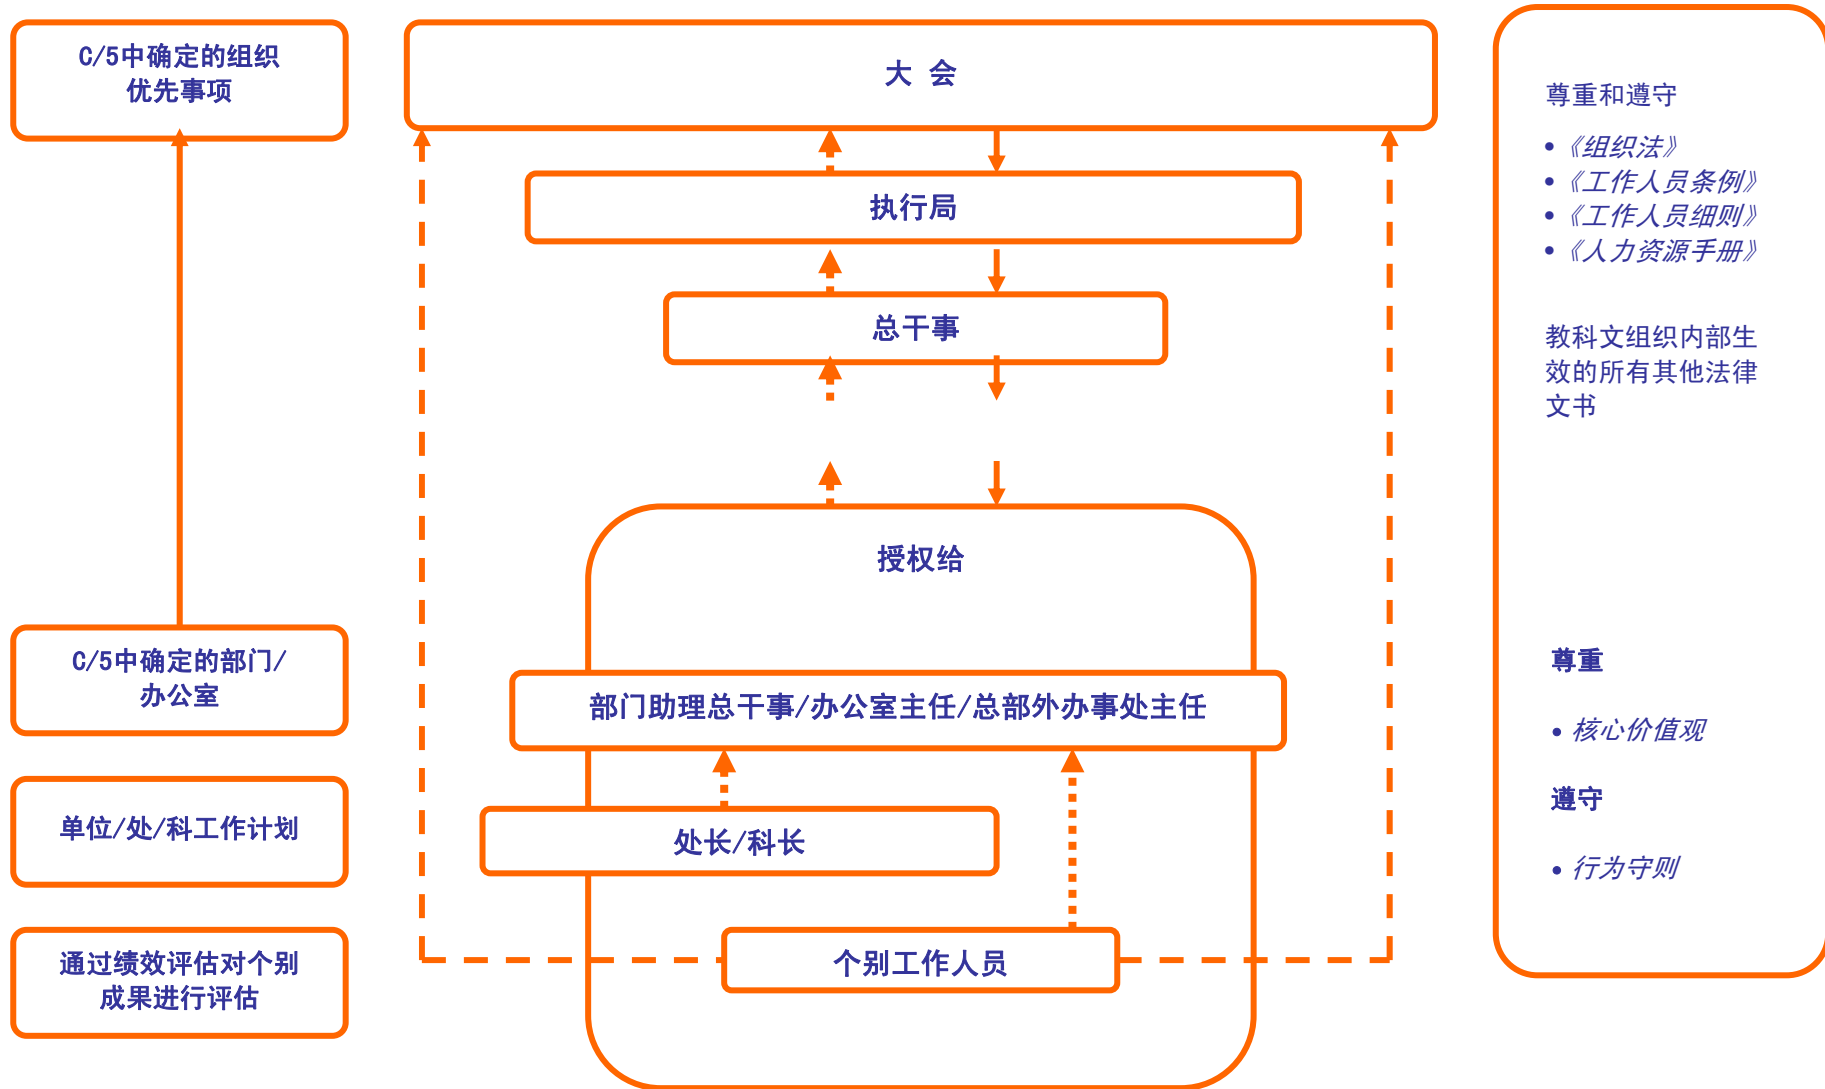 C/5中确定的组织
优先事项
C/5中确定的部门/
办公室
单位/处/科工作计划
通过绩效评估对个别
成果进行评估
大 会
执行局
总干事
授权给
部门助理总干事/办公室主任/总部外办事处主任
处长/科长
个别工作人员
尊重和遵守
• 《组织法》
• 《工作人员条例》
• 《工作人员细则》
• 《人力资源手册》
教科文组织内部生
效的所有其他法律
文书
尊重
• 核心价值观
遵守
• 行为守则